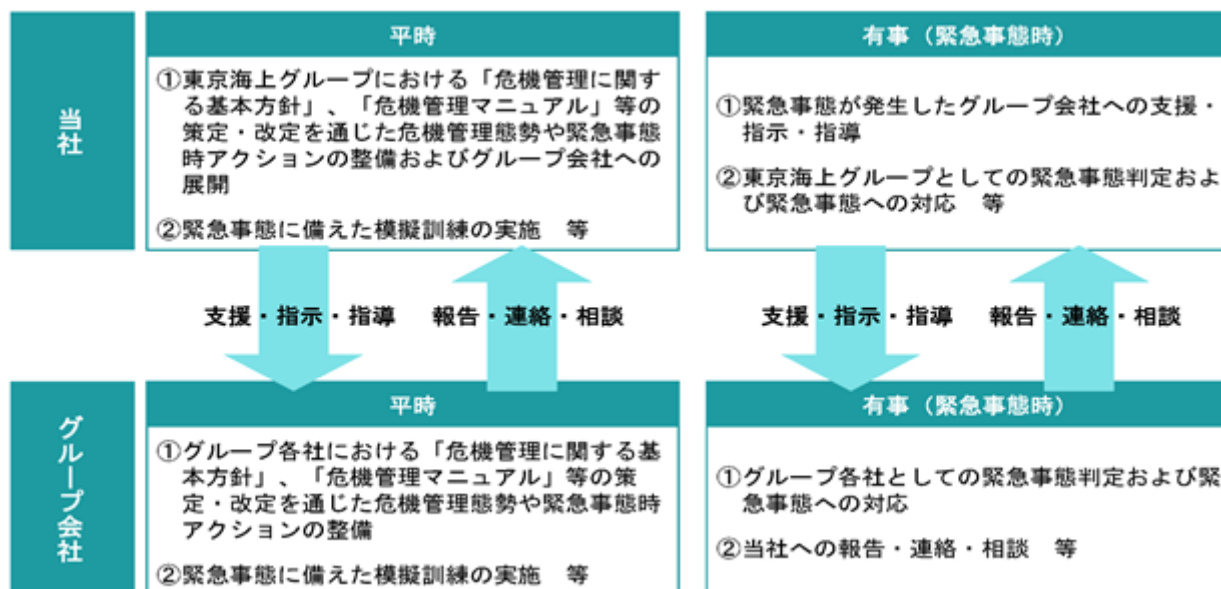 当社
平時
①東京海上グループにおける「危機管理に関す
る基本方針」、「危機管理マニュアル」等の
策定・改定を通じた危機管理態勢や緊急事態
時アクションの整備およびグループ会社への
展開
②緊急事態に備えた模擬訓練の実施　等
有事（緊急事態時）
①緊急事態が発生したグループ会社への支援・
指示・指導
②東京海上グループとしての緊急事態判定およ
び緊急事態への対応　等
支援・指示・指導
報告・連絡・相談
支援・指示・指導
報告・連絡・相談
グループ会社
平時
①グループ各社における「危機管理に関する基
本方針」、「危機管理マニュアル」等の策
定・改定を通じた危機管理態勢や緊急事態時
アクションの整備
②緊急事態に備えた模擬訓練の実施　等
有事（緊急事態時）
①グループ各社としての緊急事態判定および緊
急事態への対応
②当社への報告・連絡・相談　等